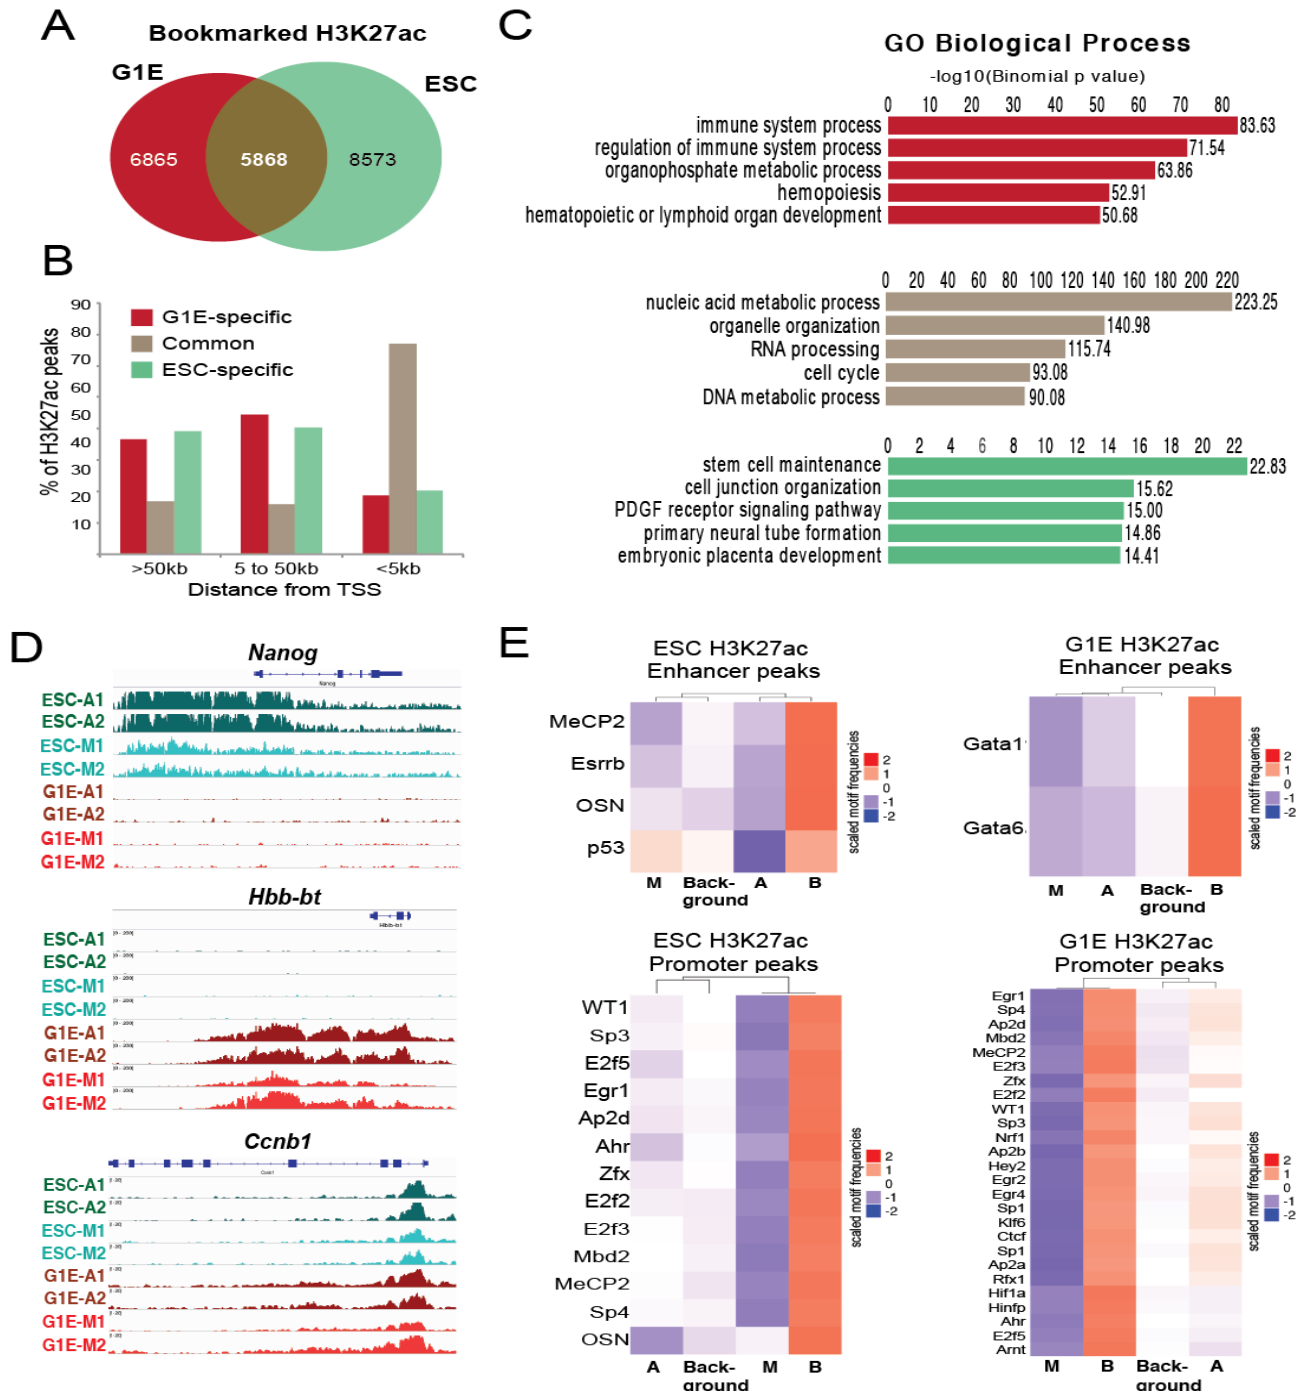 A
Bookmarked H3K27ac
G1E
ESC
6865
5868
8573
B
% of H3K27ac peaks
90
80
70
60
50
40
30
20
10
G1E-specific
Common
ESC-specific
>50kb
5 to 50kb
<5kb
Distance from TSS
C
GO Biological Process
-log10(Binomial p value)
0 10 20 30 40 50 60 70 80
immune system process 83.63
regulation of immune system process 71.54
organophosphate metabolic process 63.86
hemopoiesis 52.91
hematopoietic or lymphoid organ development 50.68
0 20 40 60 80 100 120 140 160 180 200 220
nucleic acid metabolic process 223.25
organelle organization 140.98
RNA processing 115.74
cell cycle 93.08
DNA metabolic process 90.08
0 2 4 6 8 10 12 14 16 18 20 22
stem cell maintenance 22.83
cell junction organization 15.62
PDGF receptor signaling pathway 15.00
primary neural tube formation 14.86
embryonic placenta development 14.41
D
Nanog
Nanog
ESC-A1
ESC-A2
ESC-M1
ESC-M2
G1E-A1
G1E-A2
G1E-M1
G1E-M2
Hbb-bt
Hbb-bt
ESC-A1
ESC-A2
ESC-M1
ESC-M2
G1E-A1
G1E-A2
G1E-M1
G1E-M2
Ccnb1
Ccnb1
ESC-A1
ESC-A2
ESC-M1
ESC-M2
G1E-A1
G1E-A2
G1E-M1
G1E-M2
E
ESC H3K27ac
Enhancer peaks
MeCP2
Esrrb
OSN
p53
M Back-ground A B
scaled motif frequencies
2
1
0
-1
-2
G1E H3K27ac
Enhancer peaks
Gata1
Gata6
M A Back-ground B
scaled motif frequencies
2
1
0
-1
-2
ESC H3K27ac
Promoter peaks
WT1
Sp3
E2f5
Egr1
Ap2d
Ahr
Zfx
E2f2
E2f3
Mbd2
MeCP2
Sp4
OSN
A Back-ground M B
scaled motif frequencies
2
1
0
-1
-2
G1E H3K27ac
Promoter peaks
Egr1
Sp4
Ap2d
Mbd2
MeCP2
E2f3
Zfx
E2f2
WT1
Sp3
Nrf1
Ap2b
Hey2
Egr2
Egr4
Sp1
Klf6
Ctcf
Sp1
Ap2a
Rfx1
Hif1a
Hinfp
Ahr
E2f5
Arnt
M B Back-ground A
scaled motif frequencies
2
1
0
-1
-2